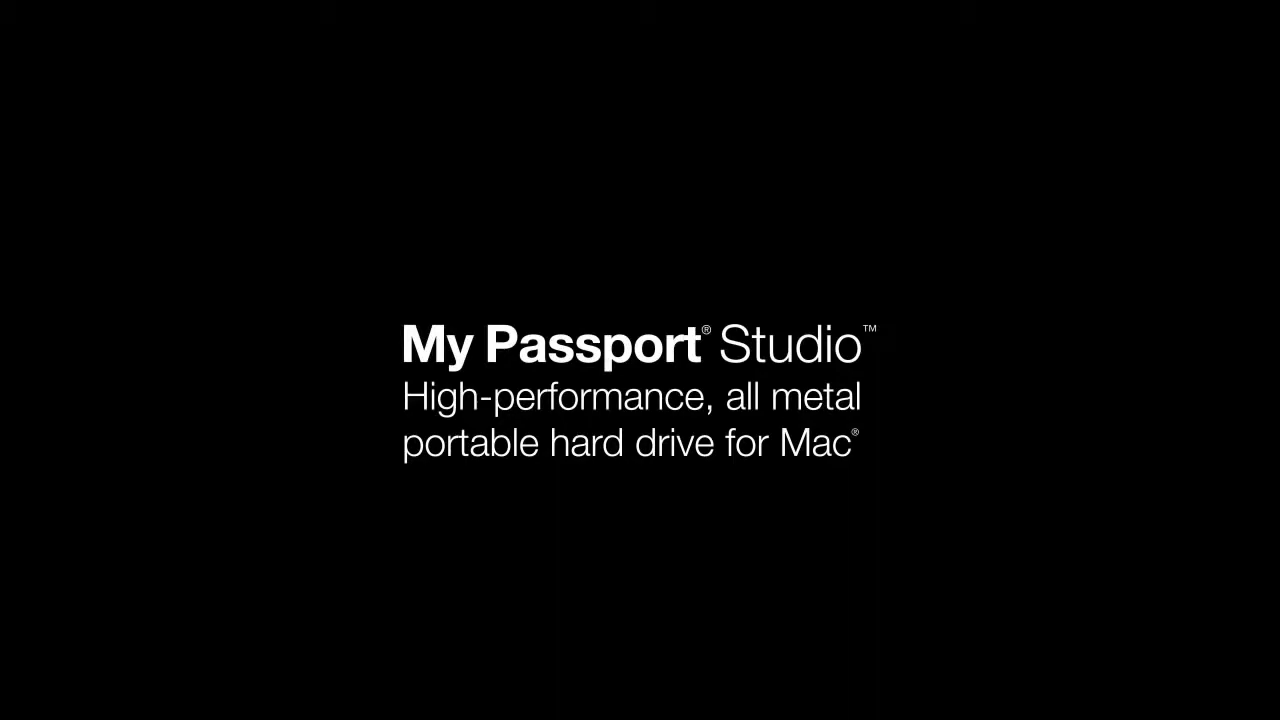 My Passport® Studio™
High-performance, all metal
portable hard drive for Mac®